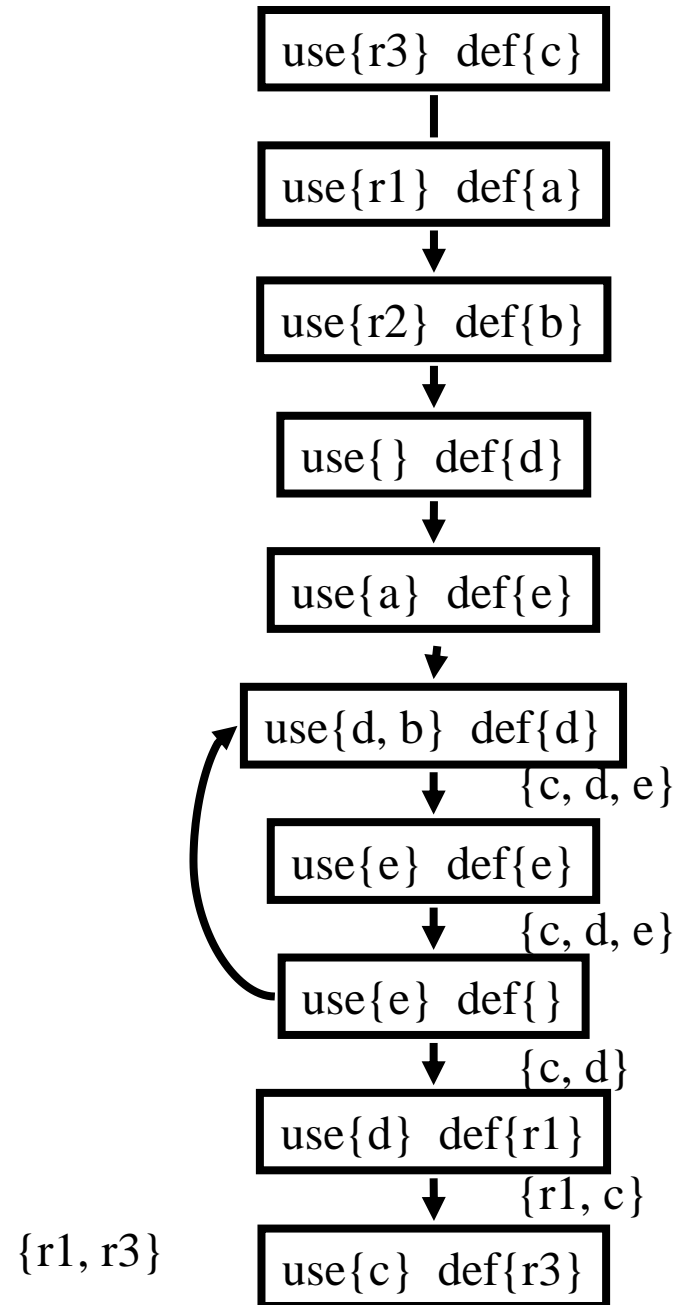 use{r3} def{c}
use{r1} def{a}
use{r2} def{b}
use{} def{d}
use{a} def{e}
use{d, b} def{d}
{c, d, e}
use{e} def{e}
{c, d, e}
use{e} def{}
{c, d}
use{d} def{r1}
{r1, c}
{r1, r3}
use{c} def{r3}